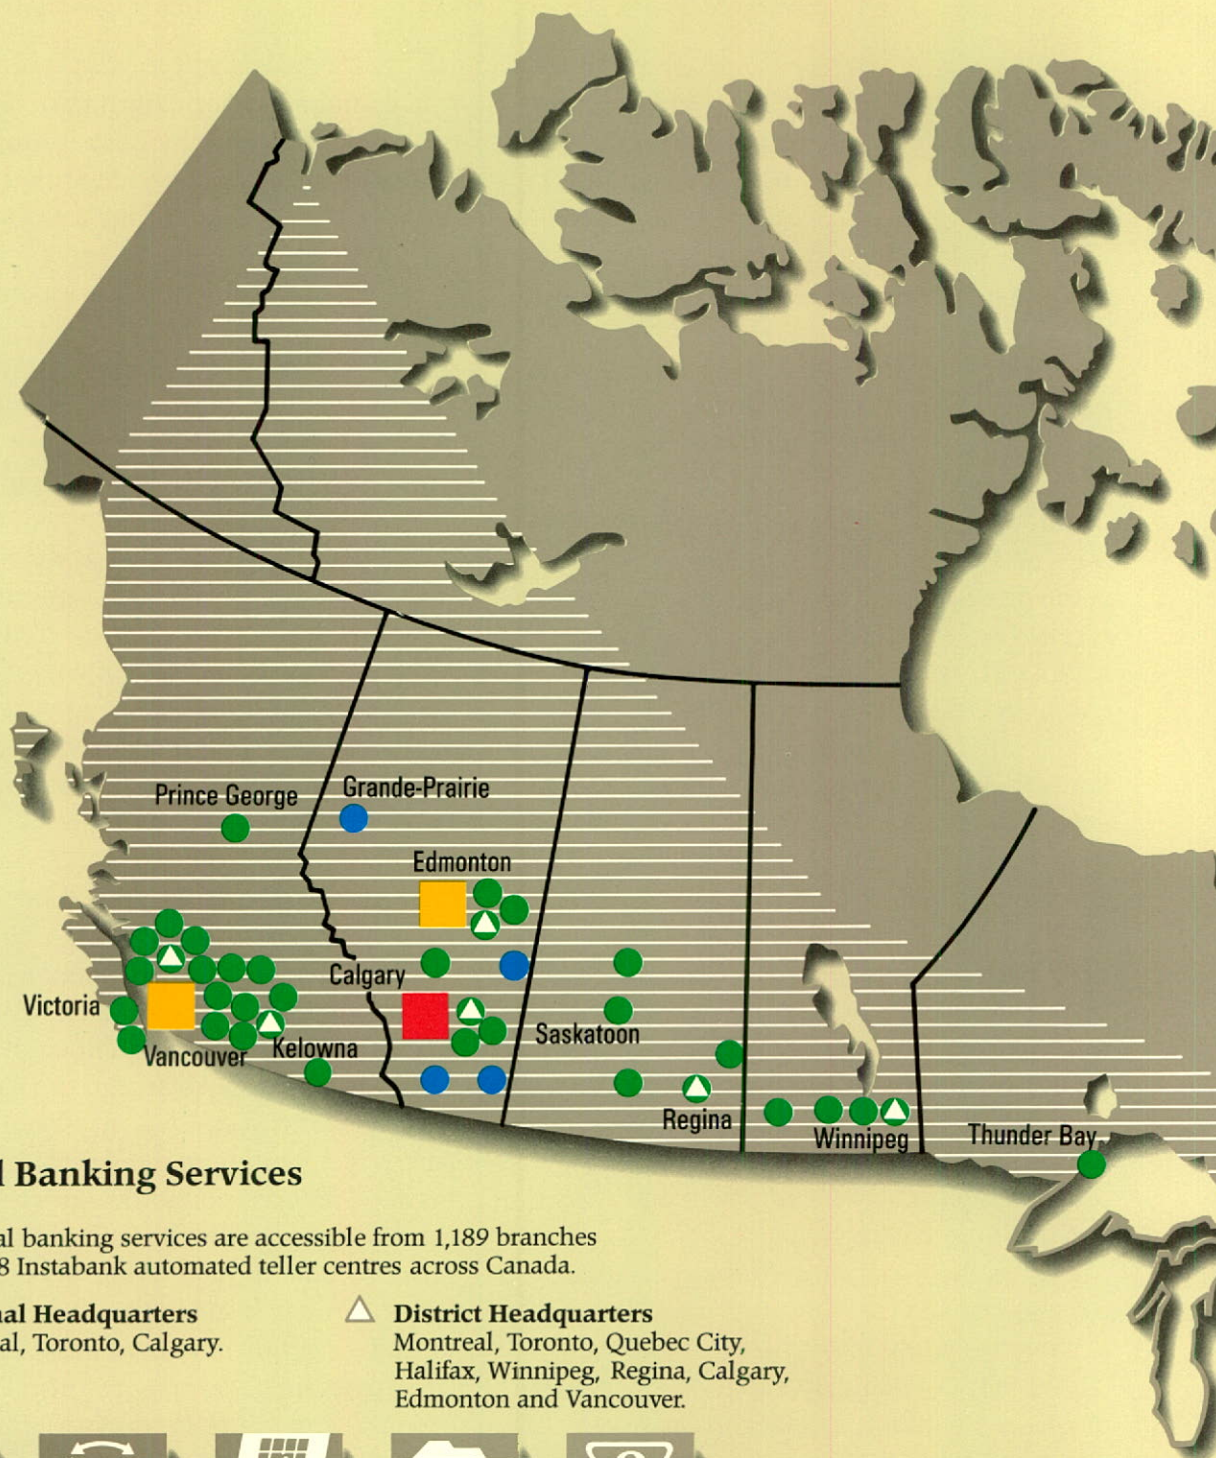 Prince George
Grande-Prairie
Edmonton
Calgary
Victoria
Vancouver
Kelowna
Saskatoon
Regina
Winnipeg
Thunder Bay
l Banking Services
al banking services are accessible from 1,189 branches
8 Instabank automated teller centres across Canada.
nal Headquarters
al, Toronto, Calgary.
District Headquarters
Montreal, Toronto, Quebec City,
Halifax, Winnipeg, Regina, Calgary,
Edmonton and Vancouver.